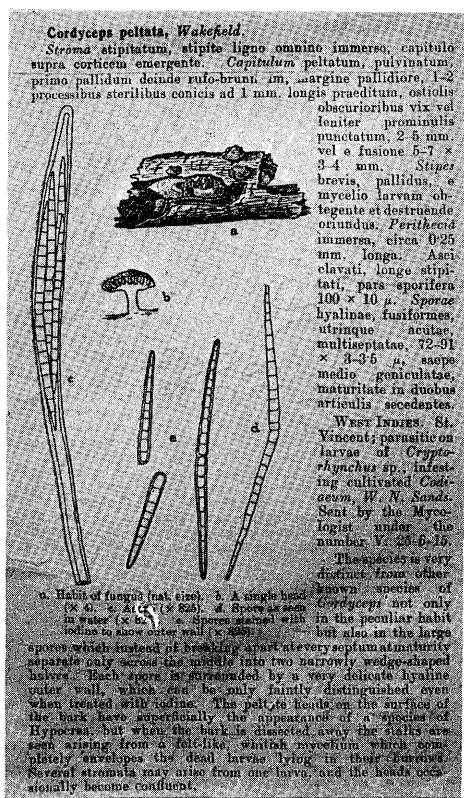 Cordyceps peltata, Wakefield.
Stroma stipitatum, stipite ligno omnino immerso, capitulo
supra corticem emergente. Capitulum peltatum, pulvinatum,
primo pallidum deinde rufo-brun margine pallidiore, 1–2
processibus sterilibus conicis ad 1 mm. longis praeditum, ostiolis
obscurioribus vix vel
leniter prominulis
punctatum, 2–5 mm.
vel e fusione 5–7 ×
3–4 mm. Stipes
brevis, pallidus, e
mycelio larvam ob-
tegente et destruende
oriundus. Perithecia
immersa, circa 0·25
mm. longa. Asci
clavati, longe stipi-
tati, pars sporifera
100 × 10 μ. Sporae
hyalinae, fusiformes,
utrinque acutae,
multiseptatae, 72–91
× 3–3·5 μ, saepe
medio geniculatae,
maturitate in duobus
articulis secedentes.
WEST INDIES. St.
Vincent; parasitic on
larvae of Crypto-
rhynchus sp., infest-
ing cultivated Codi-
aeum, W. N. Sands.
Sent by the Myco-
logist under the
number V. 25-6-15.
The species is very
distinct from other
known species of
Cordyceps not only
in the peculiar habit
but also in the large
a
b
c
d
e
a. Habit of fungus (nat. size). b. A single head
(× 4). c. (× 825). d. Spore as seen
in water (× e. Spores stained with
iodine to show outer wall (× 825).
spores which instead of breaking apart at every septum at maturity
separate only across the middle into two narrowly wedge-shaped
halves. Each spore is surrounded by a very delicate hyaline
outer wall, which can be only faintly distinguished even
when treated with iodine. The peltate heads on the surface of
the bark have superficially the appearance of a species of
Hypocrea, but when the bark is dissected away the stalks are
seen arising from a felt-like, whitish mycelium which com-
pletely envelopes the dead larvae lying in their burrows.
Several stromata may arise from one larva, and the heads occa-
sionally become confluent.